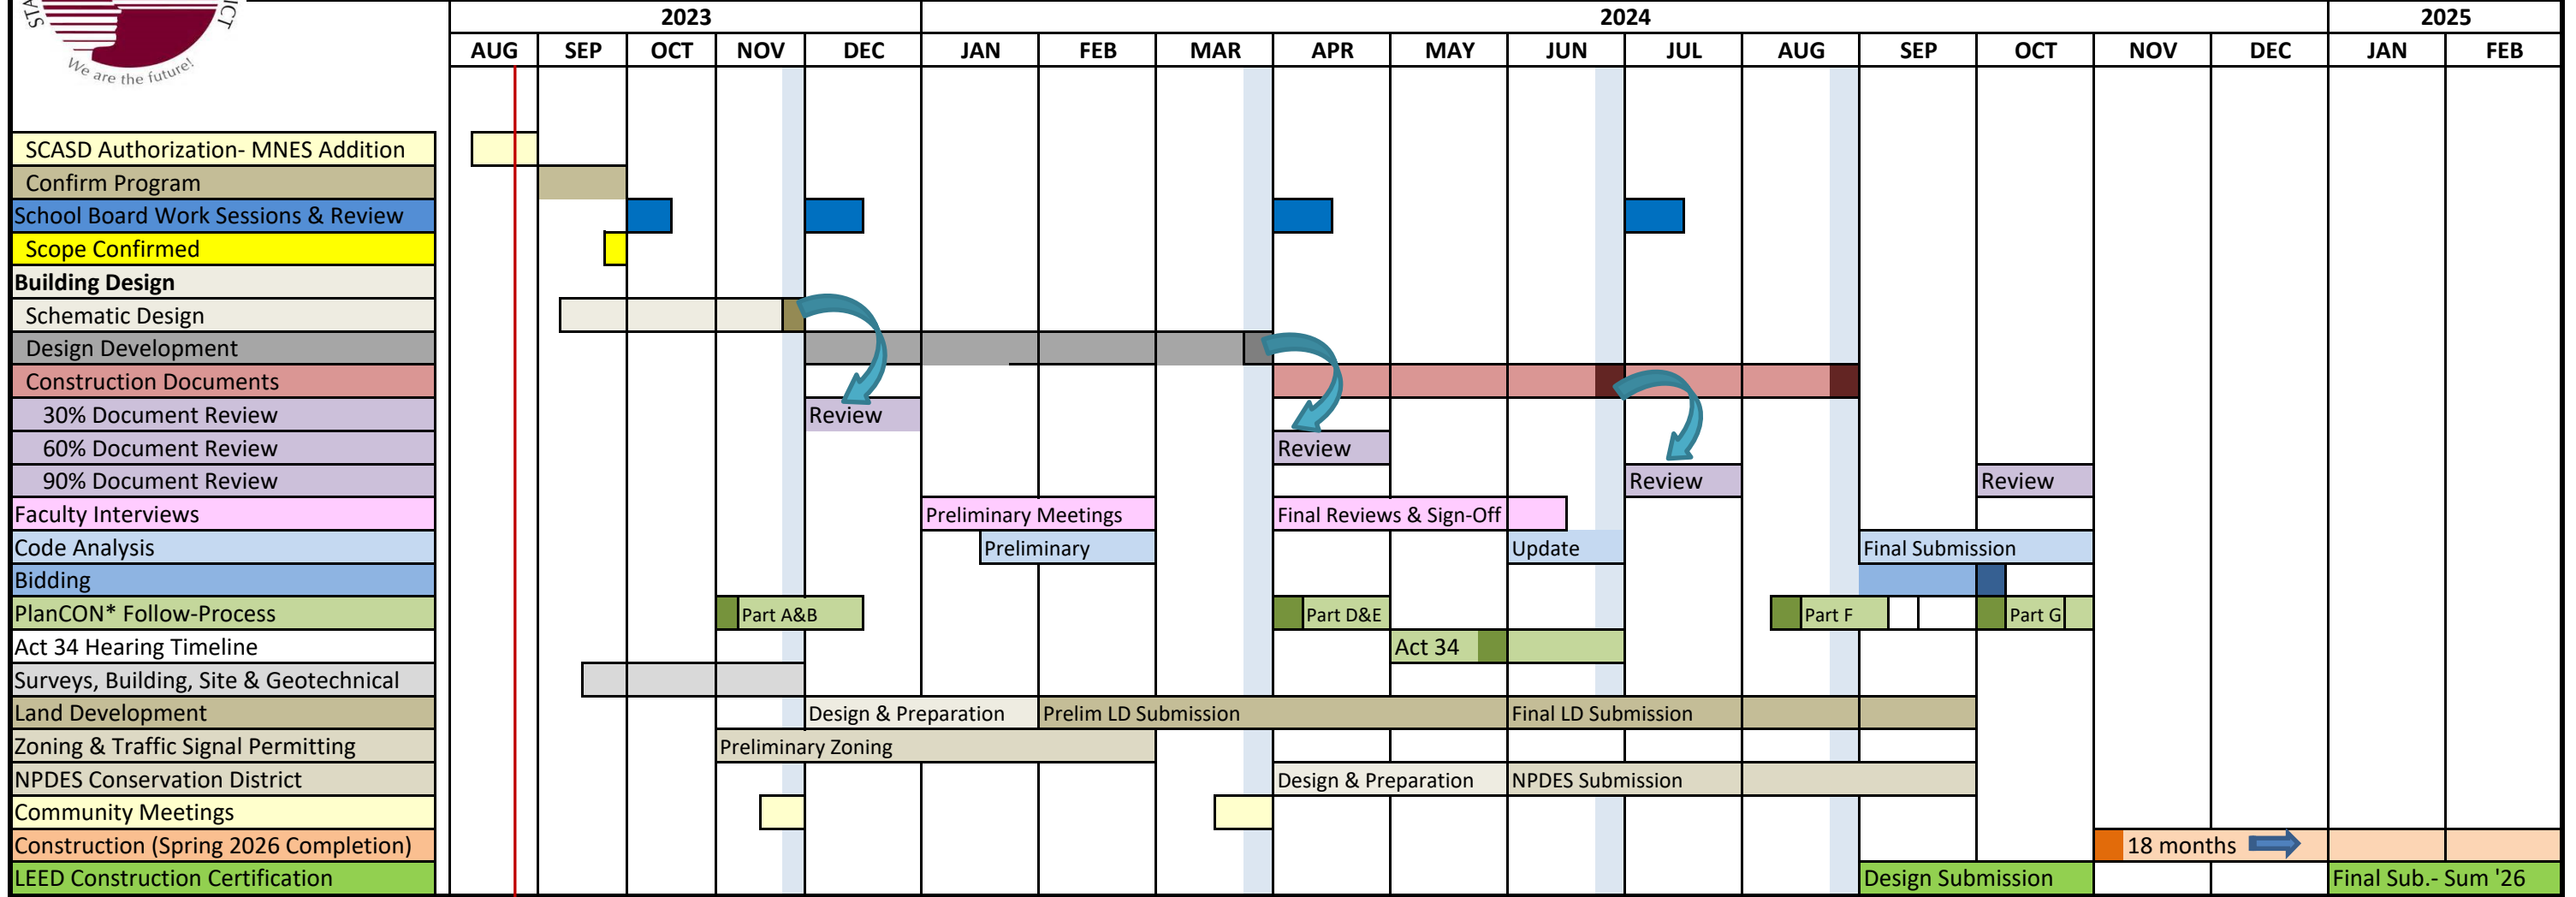 2023 2024 2025
AUG SEP OCT NOV DEC JAN FEB MAR APR MAY JUN JUL AUG SEP OCT NOV DEC JAN FEB
We are the future!
SCASD Authorization- MNES Addition
Confirm Program
School Board Work Sessions & Review
Scope Confirmed
Building Design
Schematic Design
Design Development
Construction Documents
30% Document Review Review
60% Document Review Review
90% Document Review Review Review
Faculty Interviews Preliminary Meetings Final Reviews & Sign-Off
Code Analysis Preliminary Update Final Submission
Bidding
PlanCON* Follow-Process Part A&B Part D&E Part F Part G
Act 34 Hearing Timeline Act 34
Surveys, Building, Site & Geotechnical
Land Development Design & Preparation Prelim LD Submission Final LD Submission
Zoning & Traffic Signal Permitting Preliminary Zoning
NPDES Conservation District Design & Preparation NPDES Submission
Community Meetings
Construction (Spring 2026 Completion) 18 months
LEED Construction Certification Design Submission Final Sub.- Sum '26